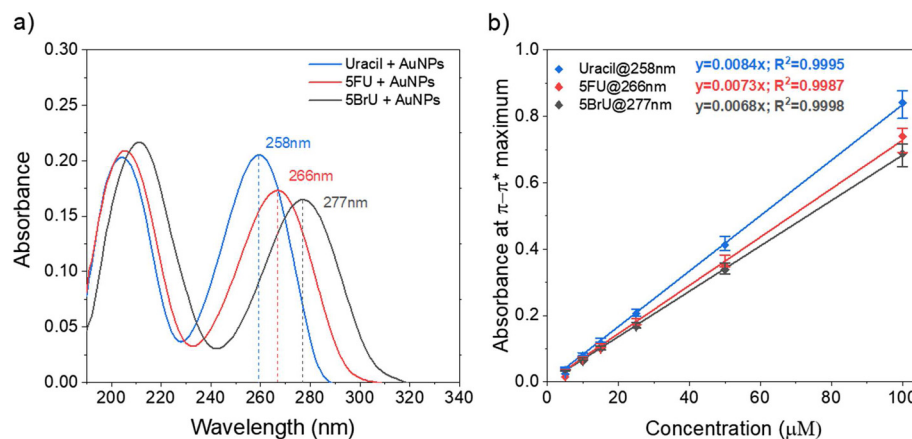 a)
0.30
0.25
0.20
0.15
0.10
0.05
0.00
Absorbance
Uracil + AuNPs
5FU + AuNPs
5BrU + AuNPs
258nm
266nm
277nm
200 220 240 260 280 300 320 340
Wavelength (nm)
b)
1.0
0.8
0.6
0.4
0.2
0.0
Absorbance at π–π* maximum
Uracil@258nm y=0.0084x; R²=0.9995
5FU@266nm y=0.0073x; R²=0.9987
5BrU@277nm y=0.0068x; R²=0.9998
0 20 40 60 80 100
Concentration (μM)